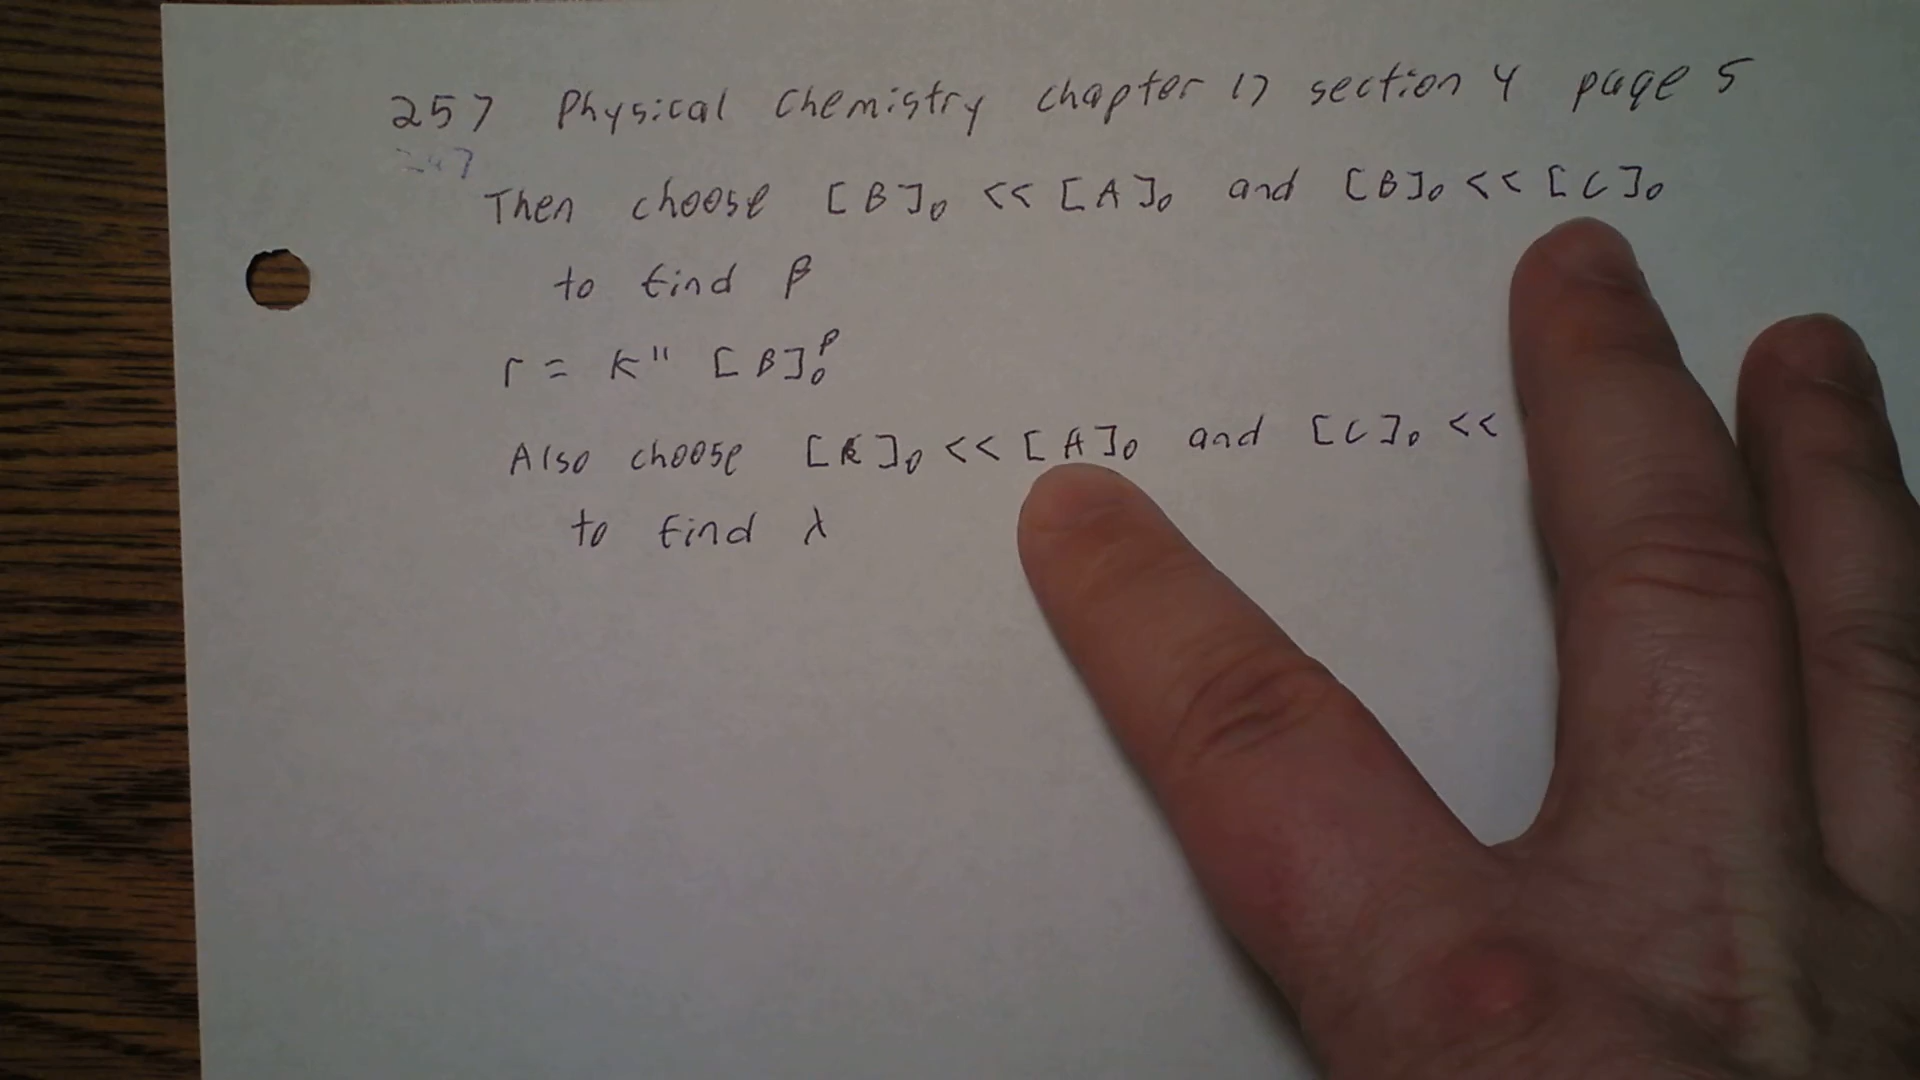 257 Physical Chemistry chapter 17 section 4 page 5
247
Then choose [B]₀ << [A]₀ and [B]₀ << [C]₀
to find β
r = k" [B]₀^β
Also choose [C]₀ << [A]₀ and [C]₀ <<
to find λ